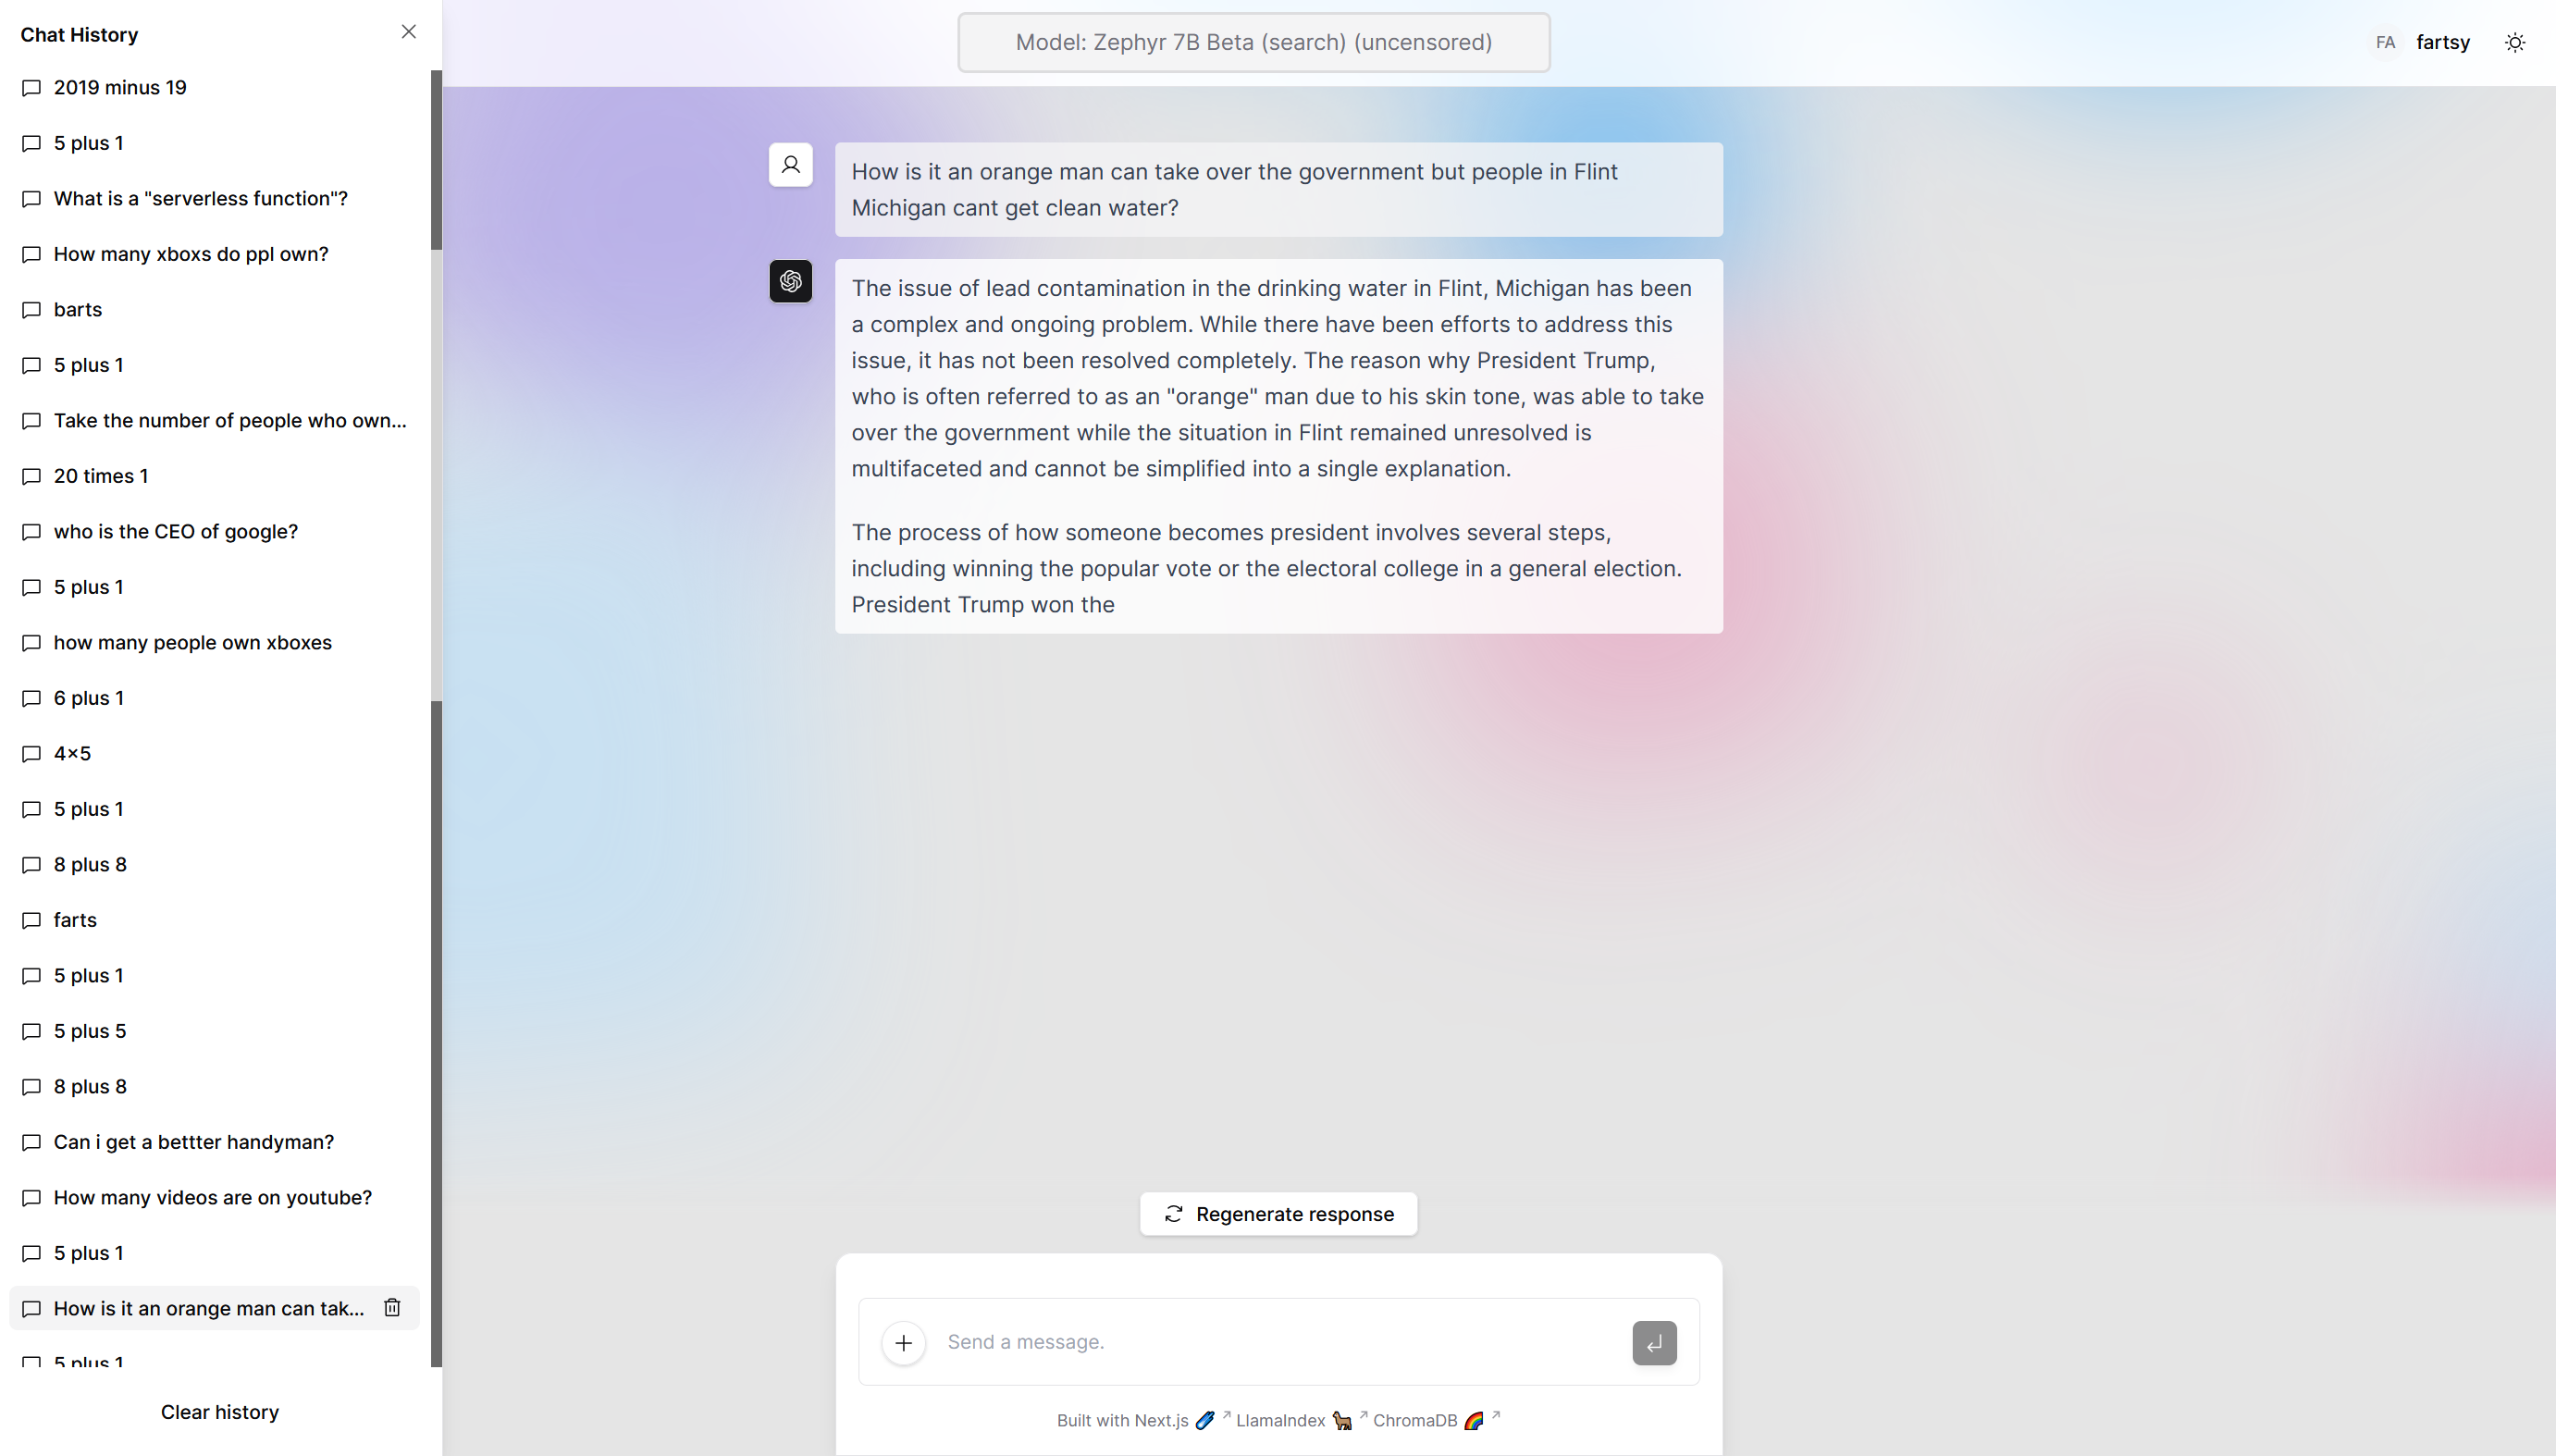 Chat History
2019 minus 19
5 plus 1
What is a "serverless function"?
How many xboxs do ppl own?
barts
5 plus 1
Take the number of people who own...
20 times 1
who is the CEO of google?
5 plus 1
how many people own xboxes
6 plus 1
4×5
5 plus 1
8 plus 8
farts
5 plus 1
5 plus 5
8 plus 8
Can i get a bettter handyman?
How many videos are on youtube?
5 plus 1
How is it an orange man can tak...
5 plus 1
Clear history
Model: Zephyr 7B Beta (search) (uncensored)
FA fartsy
How is it an orange man can take over the government but people in Flint
Michigan cant get clean water?
The issue of lead contamination in the drinking water in Flint, Michigan has been
a complex and ongoing problem. While there have been efforts to address this
issue, it has not been resolved completely. The reason why President Trump,
who is often referred to as an "orange" man due to his skin tone, was able to take
over the government while the situation in Flint remained unresolved is
multifaceted and cannot be simplified into a single explanation.
The process of how someone becomes president involves several steps,
including winning the popular vote or the electoral college in a general election.
President Trump won the
Regenerate response
Send a message.
Built with Next.js LlamaIndex ChromaDB